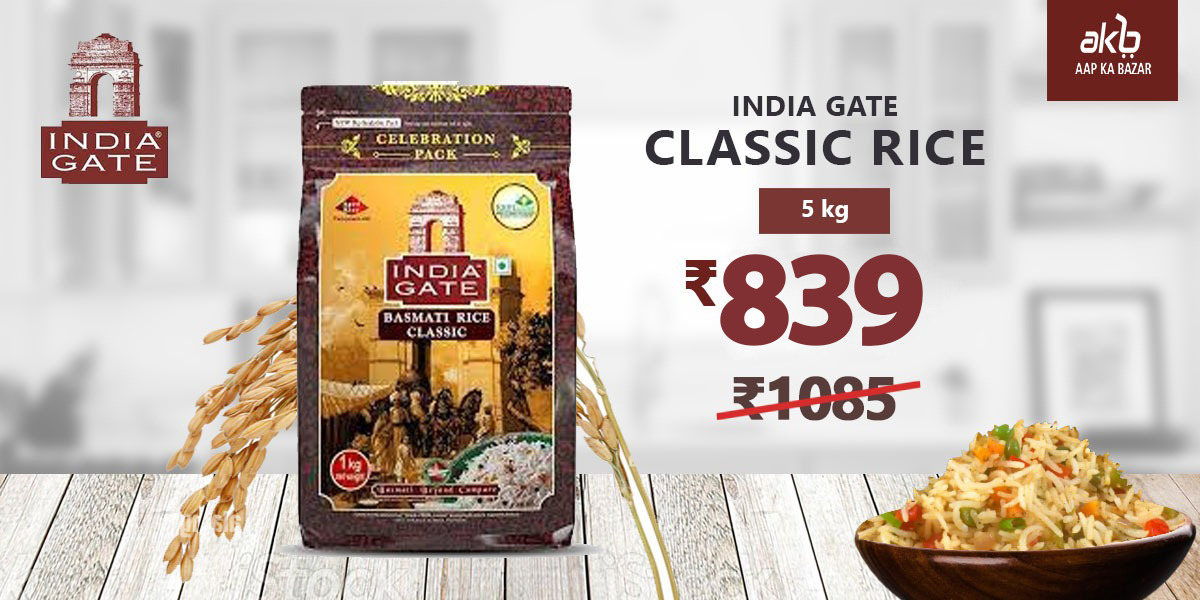 INDIA®
GATE
CELEBRATION
PACK
INDIA
GATE
BASMATI RICE
CLASSIC
1kg
INDIA GATE
CLASSIC RICE
5 kg
₹839
₹1085
akb
AAP KA BAZAR